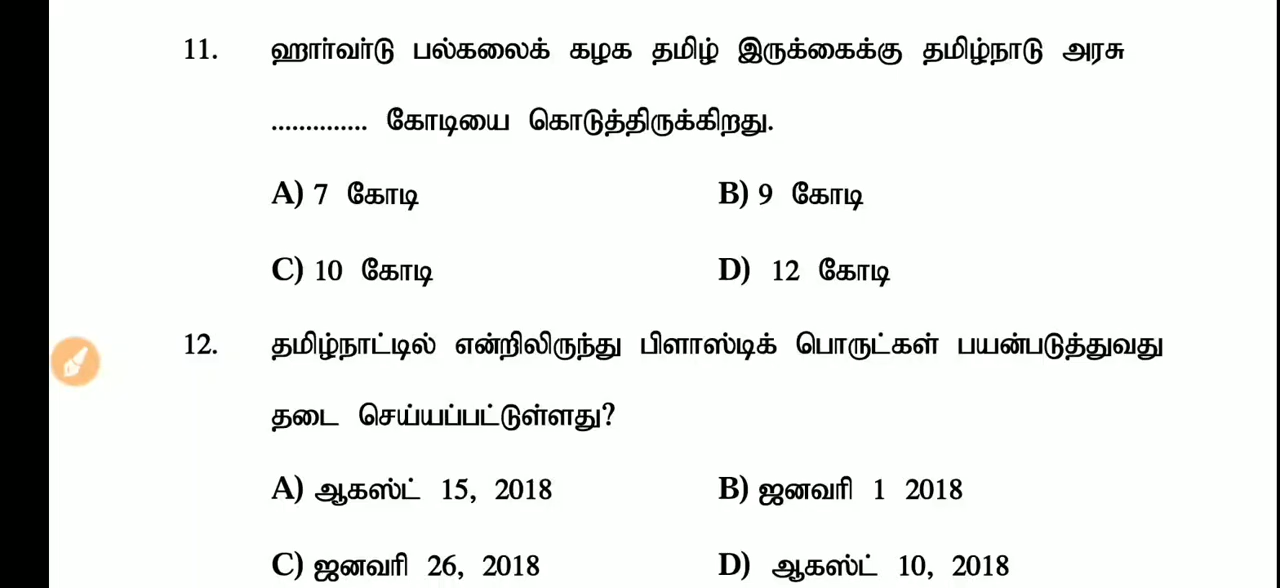 11. ஹார்வர்டு பல்கலைக் கழக தமிழ் இருக்கைக்கு தமிழ்நாடு அரசு
.............. கோடியை கொடுத்திருக்கிறது.
A) 7 கோடி B) 9 கோடி
C) 10 கோடி D) 12 கோடி
12. தமிழ்நாட்டில் என்றிலிருந்து பிளாஸ்டிக் பொருட்கள் பயன்படுத்துவது
தடை செய்யப்பட்டுள்ளது?
A) ஆகஸ்ட் 15, 2018 B) ஜனவரி 1 2018
C) ஜனவரி 26, 2018 D) ஆகஸ்ட் 10, 2018